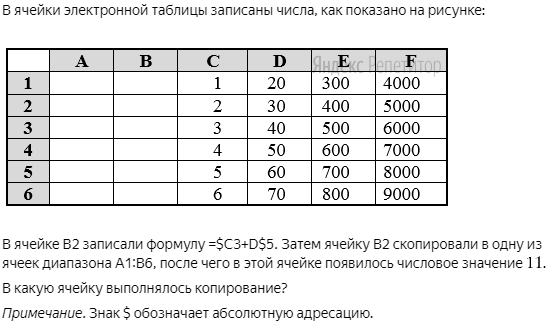 В ячейки электронной таблицы записаны числа, как показано на рисунке:
Яндекс Репетитор
A B C D E F
1 1 20 300 4000
2 2 30 400 5000
3 3 40 500 6000
4 4 50 600 7000
5 5 60 700 8000
6 6 70 800 9000
В ячейке B2 записали формулу =$C3+D$5. Затем ячейку B2 скопировали в одну из
ячеек диапазона A1:B6, после чего в этой ячейке появилось числовое значение 11.
В какую ячейку выполнялось копирование?
Примечание. Знак $ обозначает абсолютную адресацию.